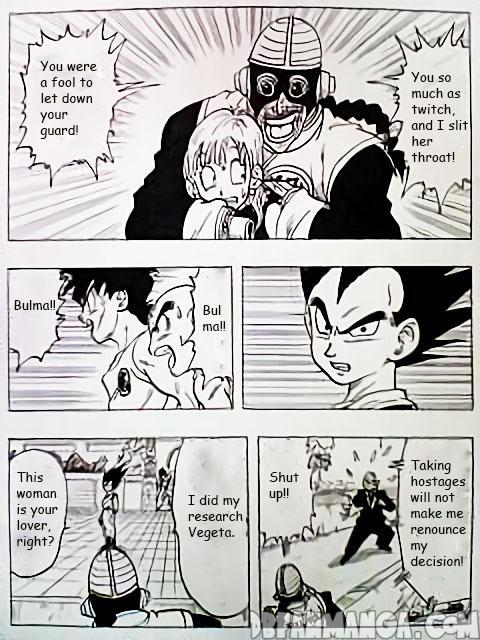 You were
a fool to
let down
your
guard!
You so
much as
twitch,
and I slit
her
throat!
Bulma!!
Bul
ma!!
This
woman
is your
lover,
right?
I did my
research
Vegeta.
Shut
up!!
Taking
hostages
will not
make me
renounce
my
decision!
DBFANMANGA.COM